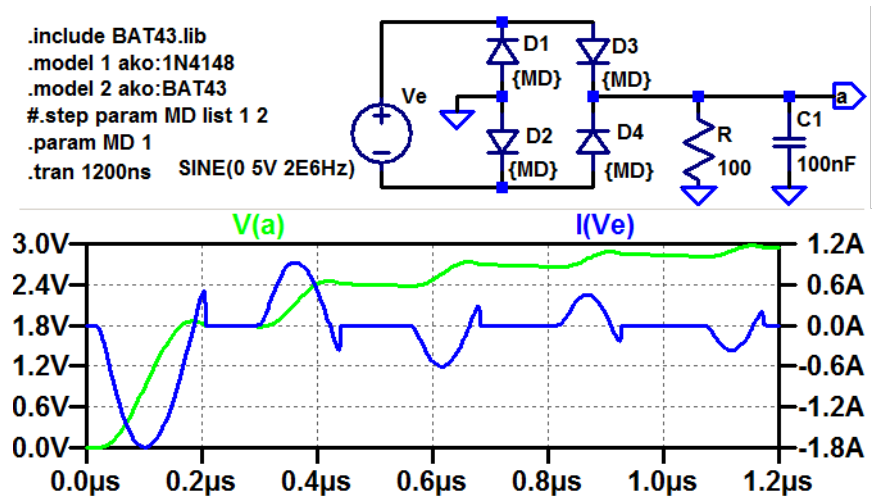 .include BAT43.lib
.model 1 ako:1N4148
.model 2 ako:BAT43
#.step param MD list 1 2
.param MD 1
.tran 1200ns
SINE(0 5V 2E6Hz)
Ve
D1
{MD}
D3
{MD}
D2
{MD}
D4
{MD}
R
100
C1
100nF
a
V(a)
I(Ve)
3.0V
2.4V
1.8V
1.2V
0.6V
0.0V
1.2A
0.6A
0.0A
-0.6A
-1.2A
-1.8A
0.0µs
0.2µs
0.4µs
0.6µs
0.8µs
1.0µs
1.2µs